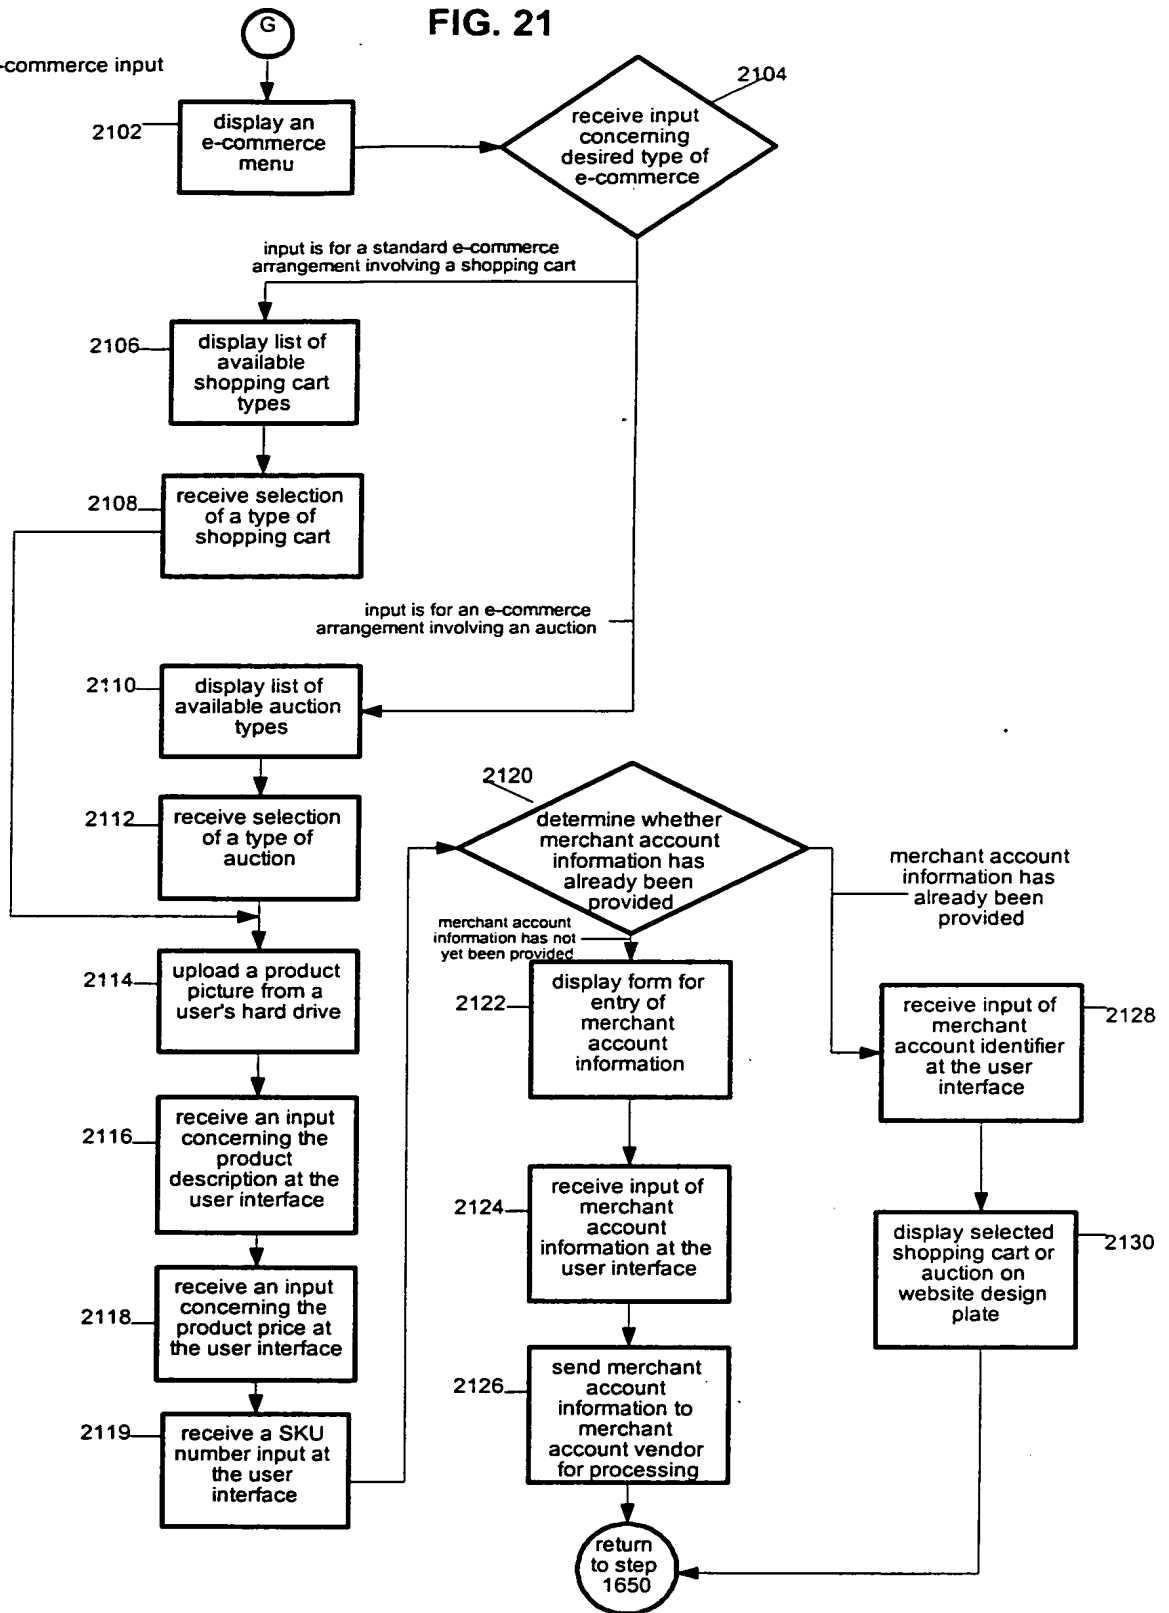 FIG. 21
G
-commerce input
2102
display an
e-commerce
menu
2104
receive input
concerning
desired type of
e-commerce
input is for a standard e-commerce
arrangement involving a shopping cart
2106
display list of
available
shopping cart
types
2108
receive selection
of a type of
shopping cart
input is for an e-commerce
arrangement involving an auction
2110
display list of
available auction
types
2112
receive selection
of a type of
auction
2114
upload a product
picture from a
user's hard drive
2116
receive an input
concerning the
product
description at the
user interface
2118
receive an input
concerning the
product price at
the user interface
2119
receive a SKU
number input at
the user
interface
2120
determine whether
merchant account
information has
already been
provided
merchant account
information has not
yet been provided
merchant account
information has
already been
provided
2122
display form for
entry of
merchant
account
information
2124
receive input of
merchant
account
information at the
user interface
2126
send merchant
account
information to
merchant
account vendor
for processing
2128
receive input of
merchant
account identifier
at the user
interface
2130
display selected
shopping cart or
auction on
website design
plate
return
to step
1650